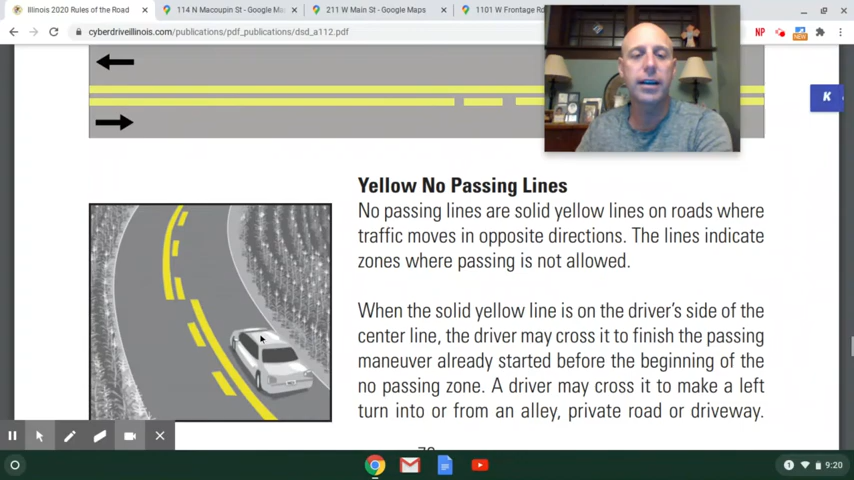 Illinois 2020 Rules of the Road
114 N Macoupin St - Google Ma
211 W Main St - Google Maps
1101 W Frontage Ro
cyberdriveillinois.com/publications/pdf_publications/dsd_a112.pdf
NP
NEW
K
Yellow No Passing Lines
No passing lines are solid yellow lines on roads where
traffic moves in opposite directions. The lines indicate
zones where passing is not allowed.
When the solid yellow line is on the driver's side of the
center line, the driver may cross it to finish the passing
maneuver already started before the beginning of the
no passing zone. A driver may cross it to make a left
turn into or from an alley, private road or driveway.
1
9:20